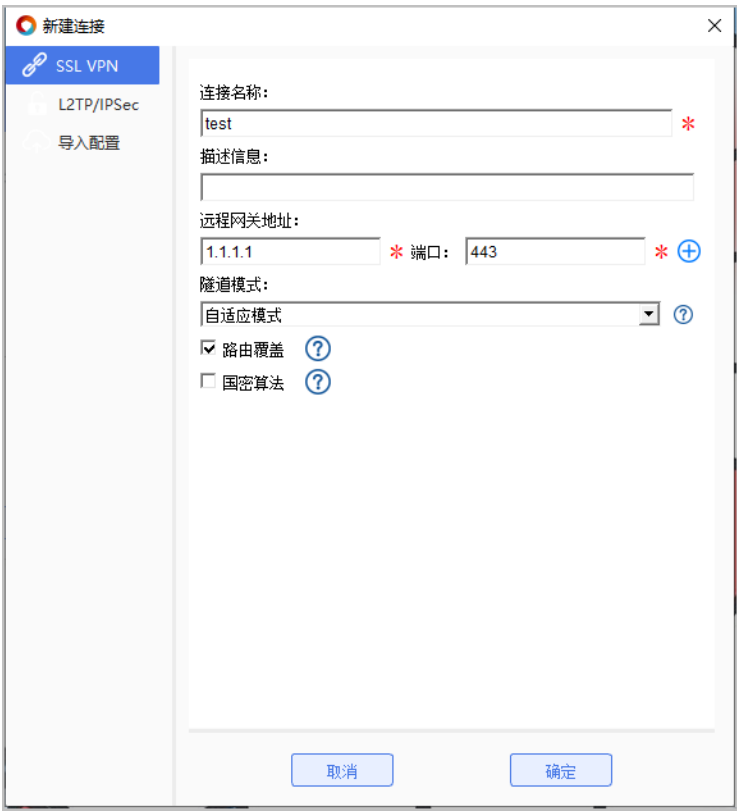 新建连接
SSL VPN
L2TP/IPSec
导入配置
连接名称：
test *
描述信息：
远程网关地址：
1.1.1.1 * 端口： 443 *
隧道模式：
自适应模式 ?
路由覆盖 ?
国密算法 ?
取消 确定